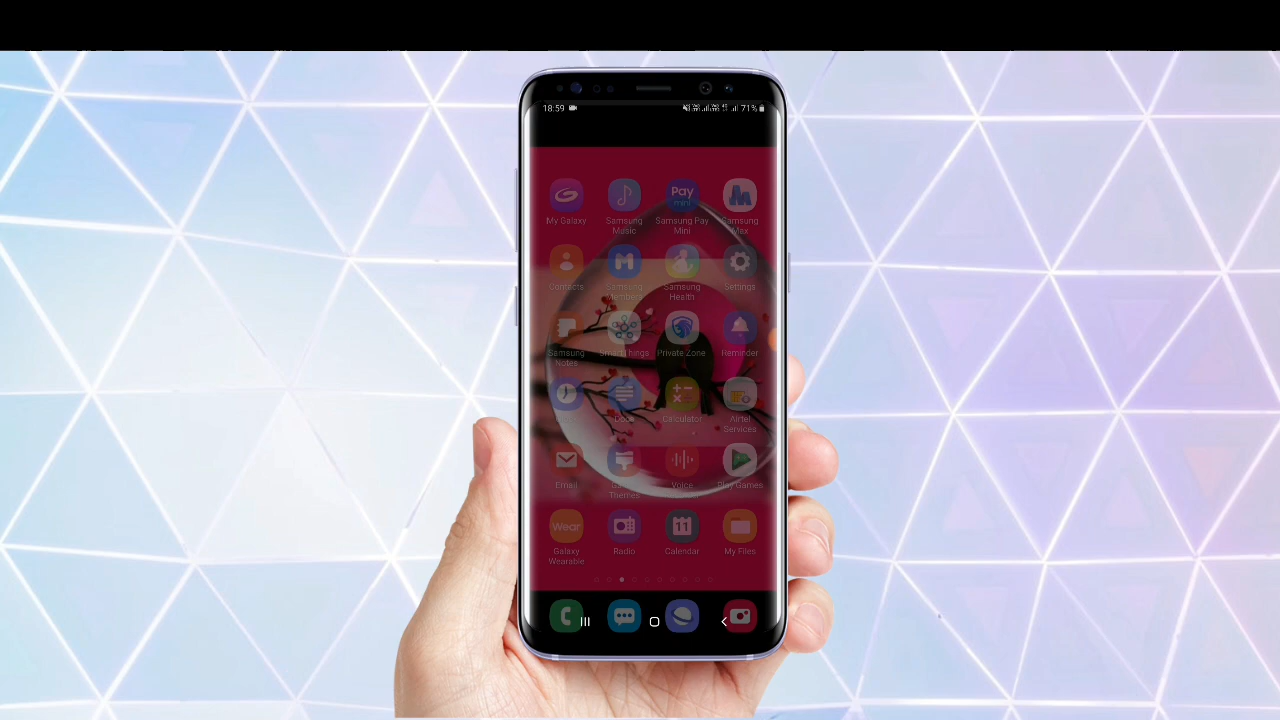 18:59
71%
Pay
mini
My Galaxy
Samsung
Music
Samsung Pay
Mini
Samsung
Max
Contacts
Samsung
Members
Samsung
Health
Settings
Samsung
Notes
SmartThings
Private Zone
Reminder
Calculator
Airtel
Services
Email
Themes
Voice
Play Games
Wear
11
Galaxy
Wearable
Radio
Calendar
My Files